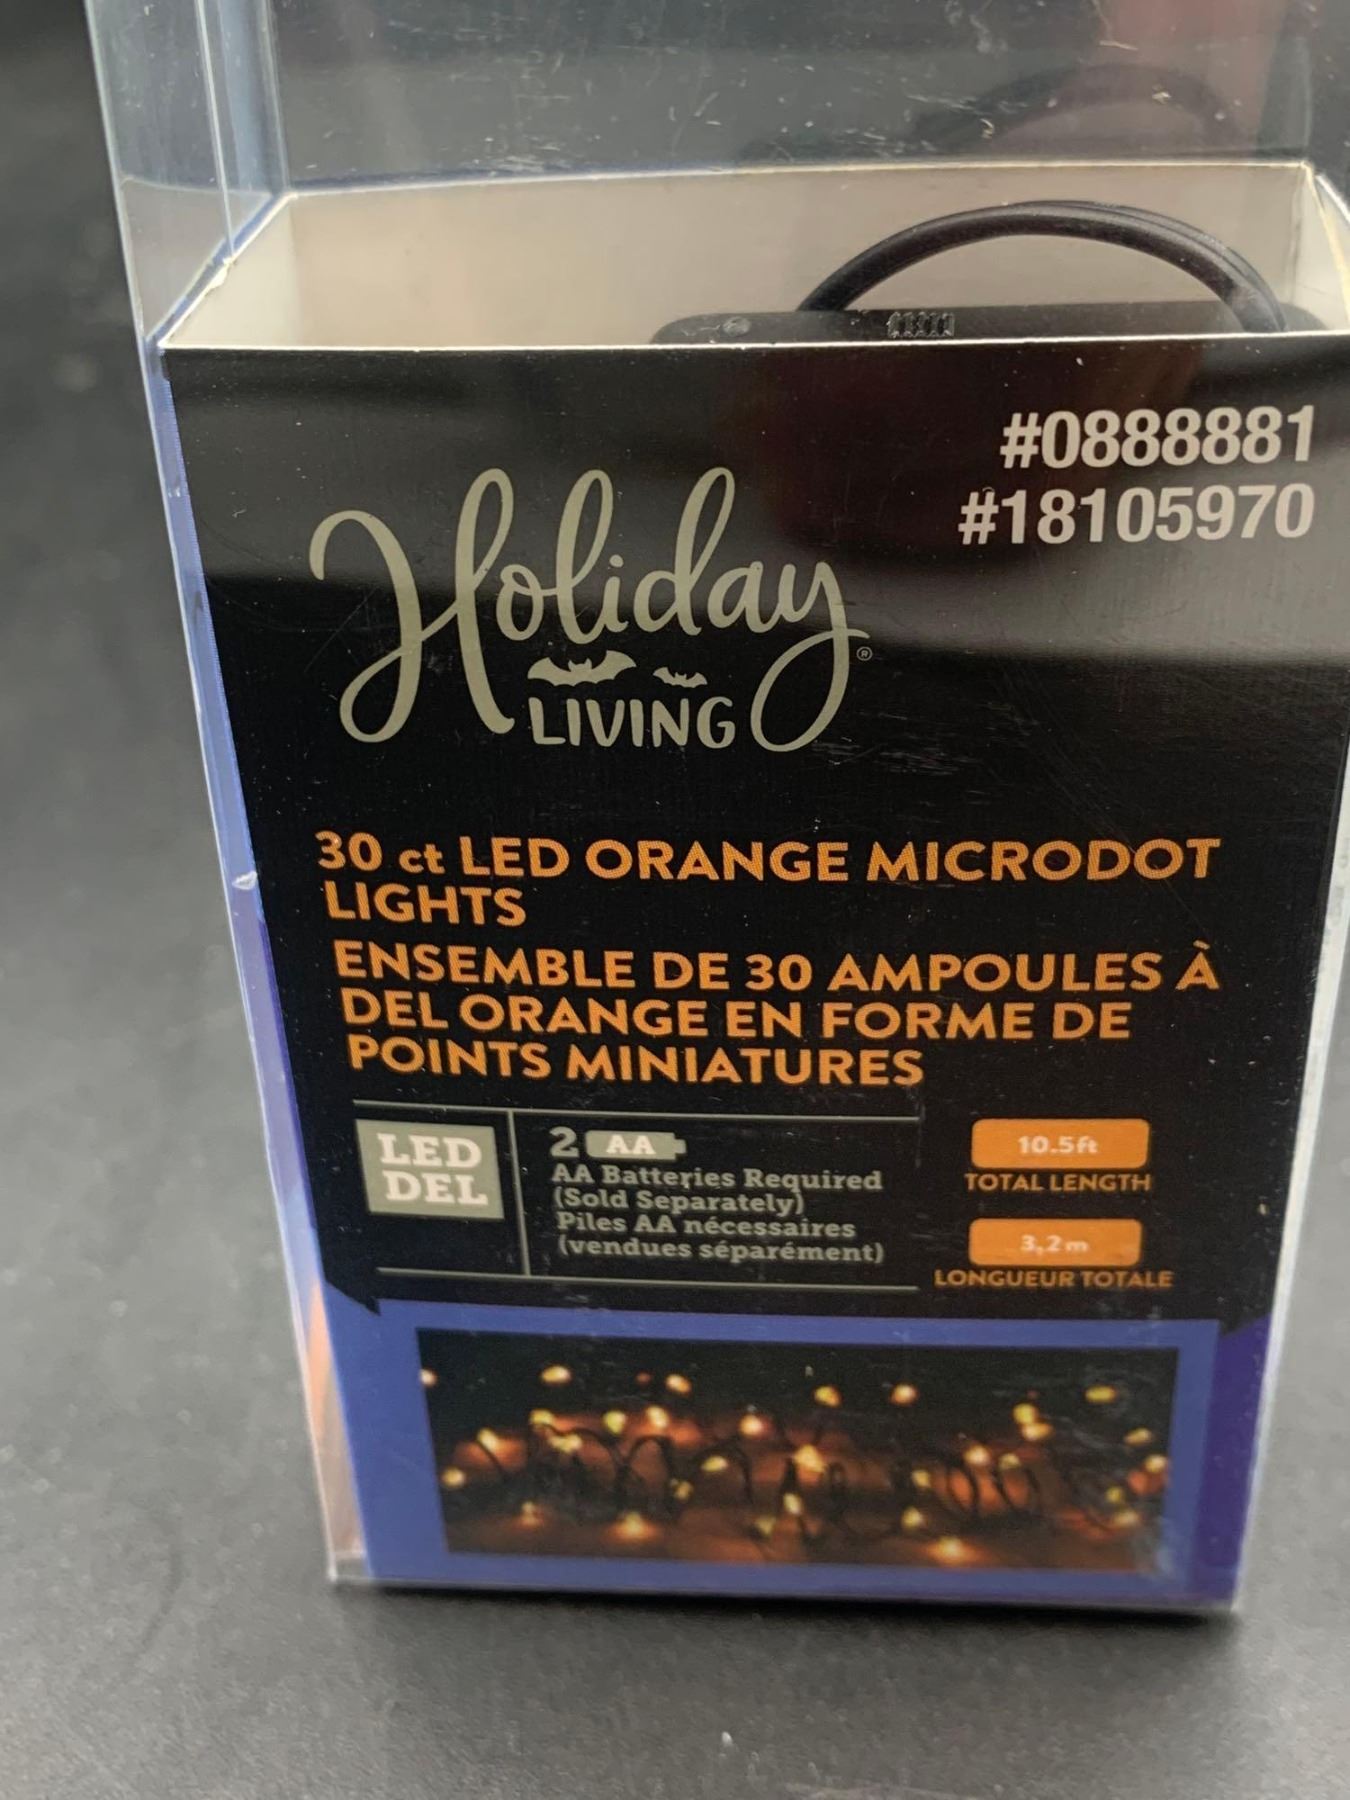 #0888881
#18105970
Holiday
LIVING
®
30 ct LED ORANGE MICRODOT
LIGHTS
ENSEMBLE DE 30 AMPOULES À
DEL ORANGE EN FORME DE
POINTS MINIATURES
LED
DEL
2 AA
AA Batteries Required
(Sold Separately)
Piles AA nécessaires
(vendues séparément)
10.5ft
TOTAL LENGTH
3,2m
LONGUEUR TOTALE